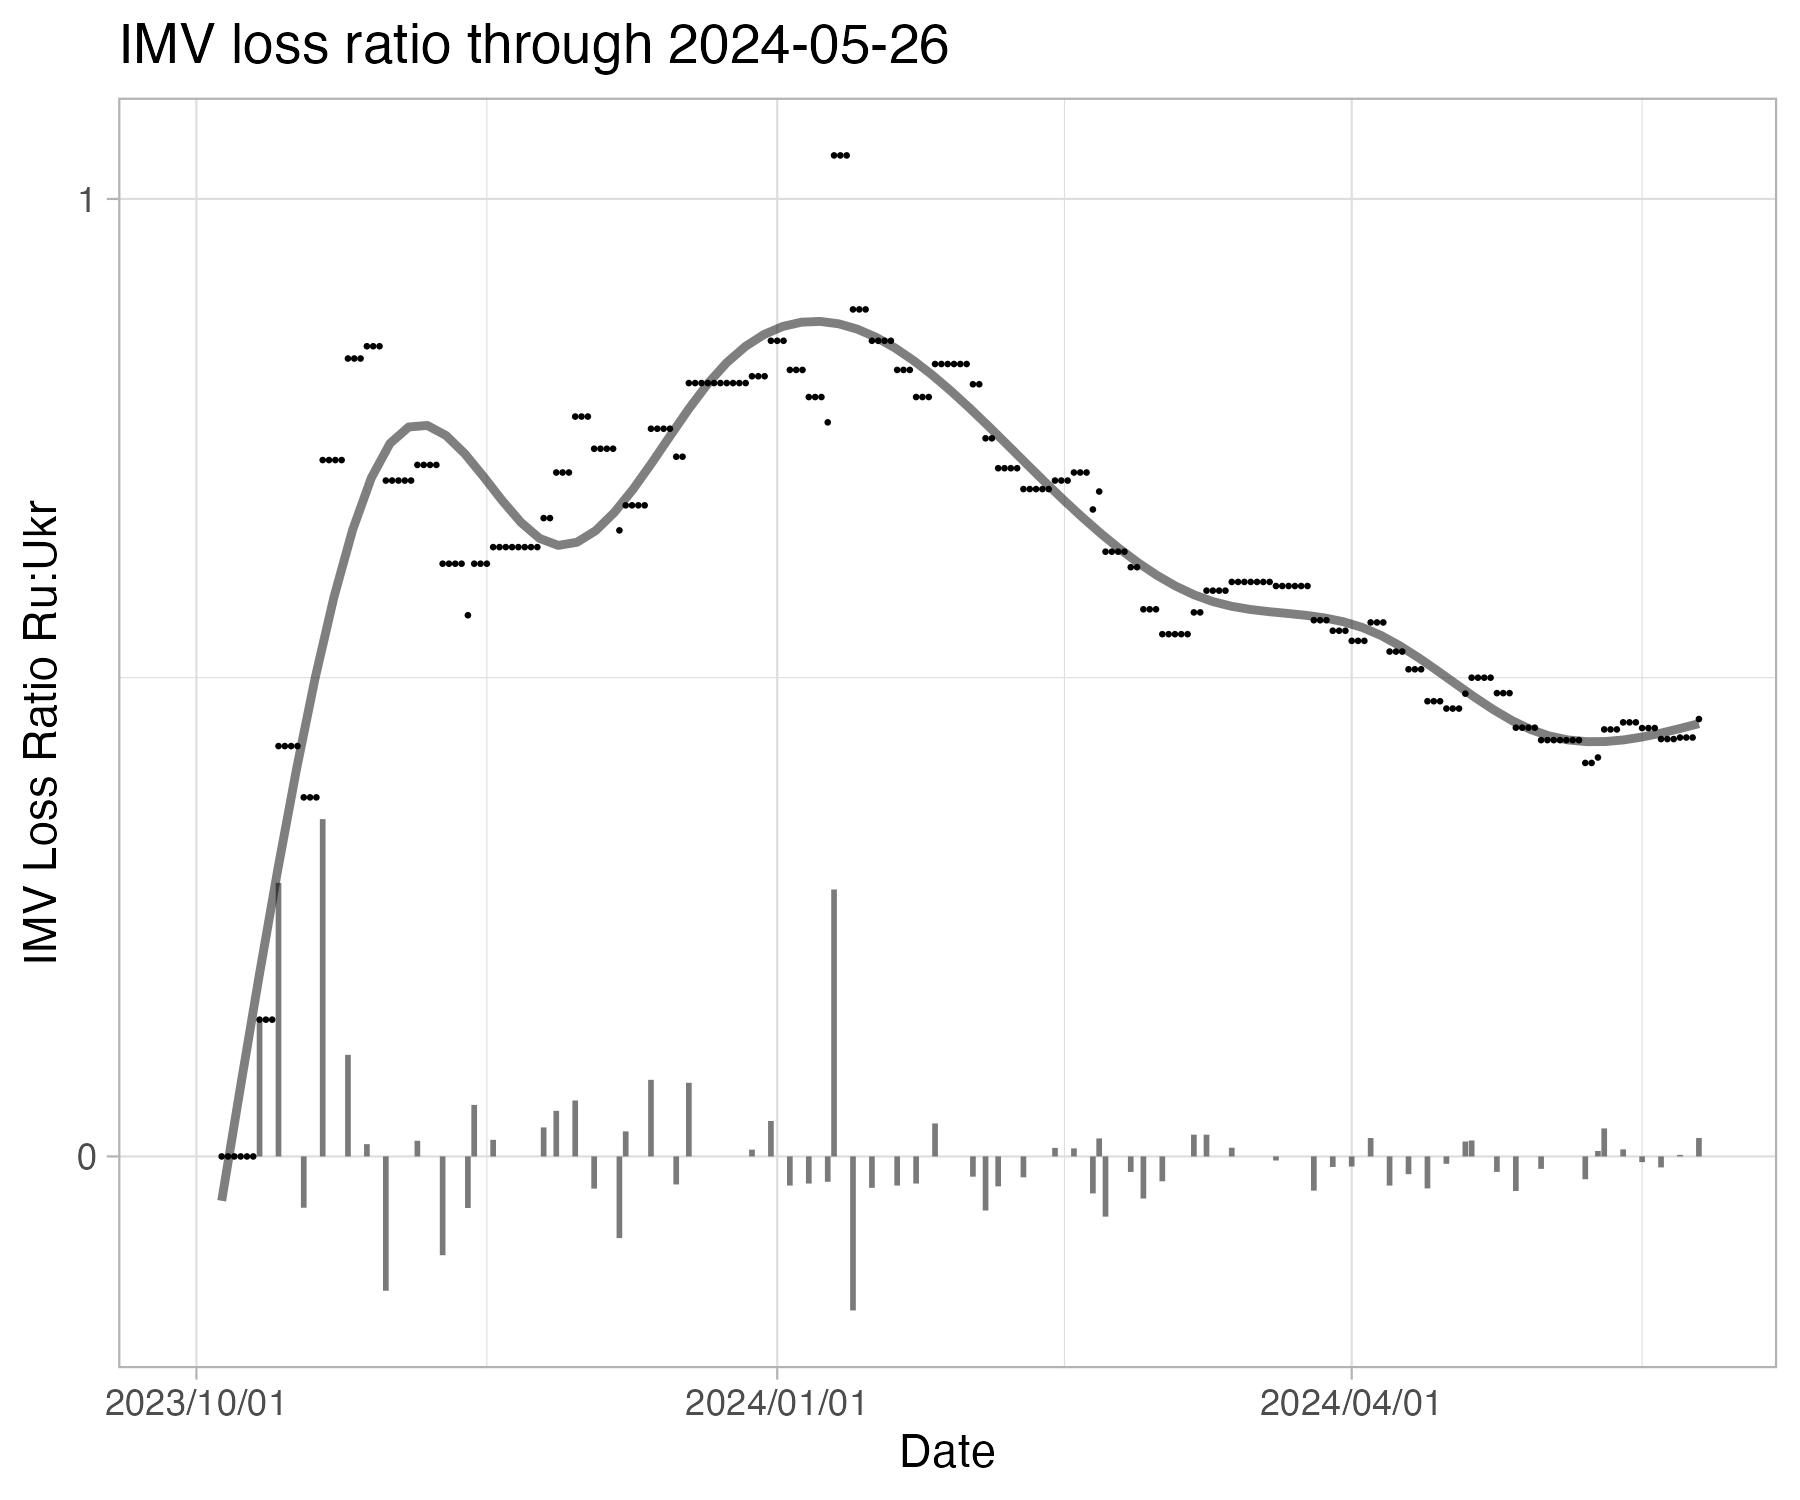 IMV loss ratio through 2024-05-26
IMV Loss Ratio Ru:Ukr
1
0
2023/10/01
2024/01/01
2024/04/01
Date